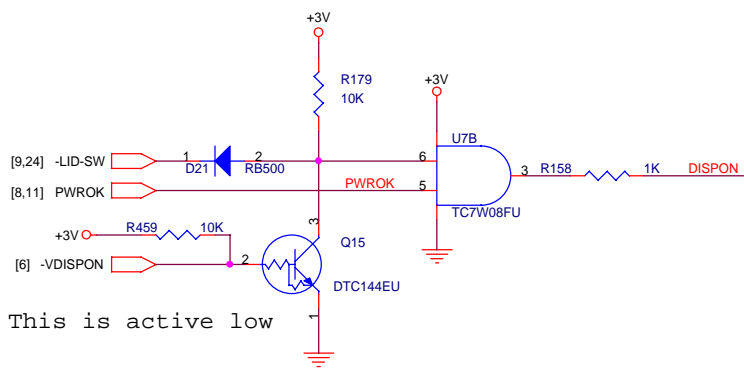 +3V
R179
10K
+3V
U7B
[9,24] -LID-SW
1
2
D21
RB500
6
[8,11] PWROK
PWROK
5
3
R158
1K
DISPON
TC7W08FU
R459
10K
+3V
3
Q15
[6] -VDISPON
2
DTC144EU
1
This is active low